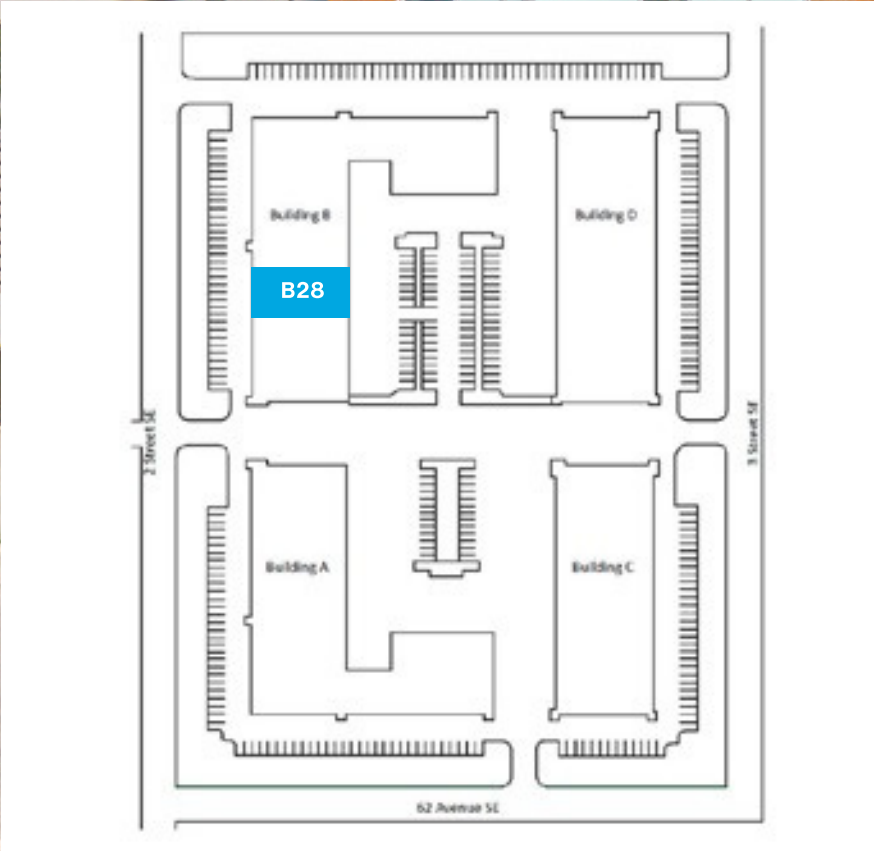 Building B
Building D
B28
2 Street SE
3 Street SE
Building A
Building C
62 Avenue SE